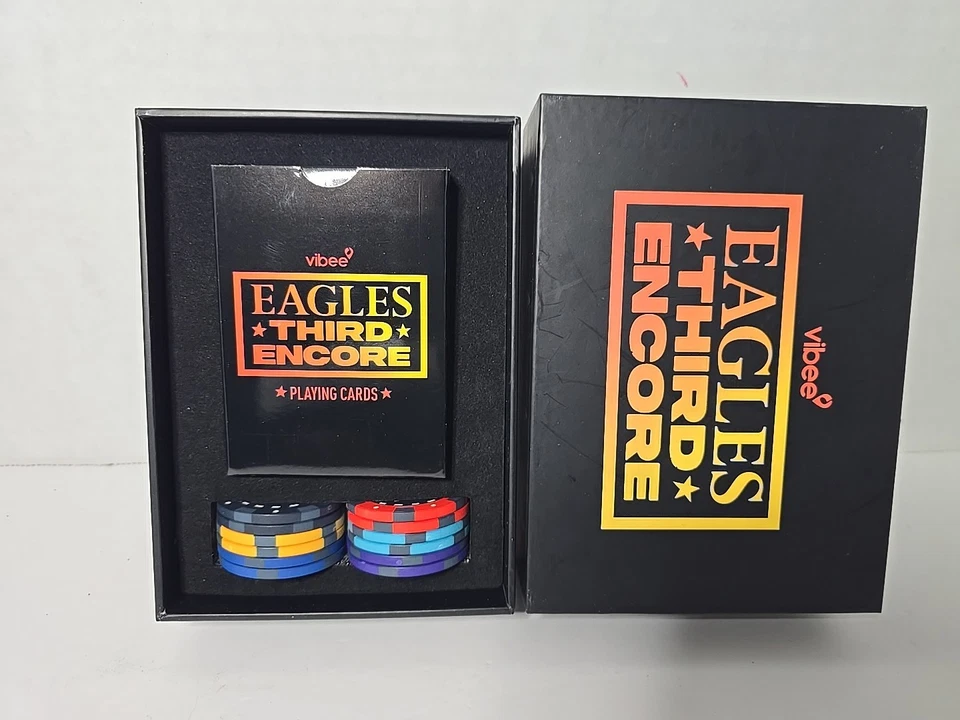 vibee
EAGLES
★THIRD★
ENCORE
★PLAYING CARDS★
vibee
EAGLES
★THIRD★
ENCORE